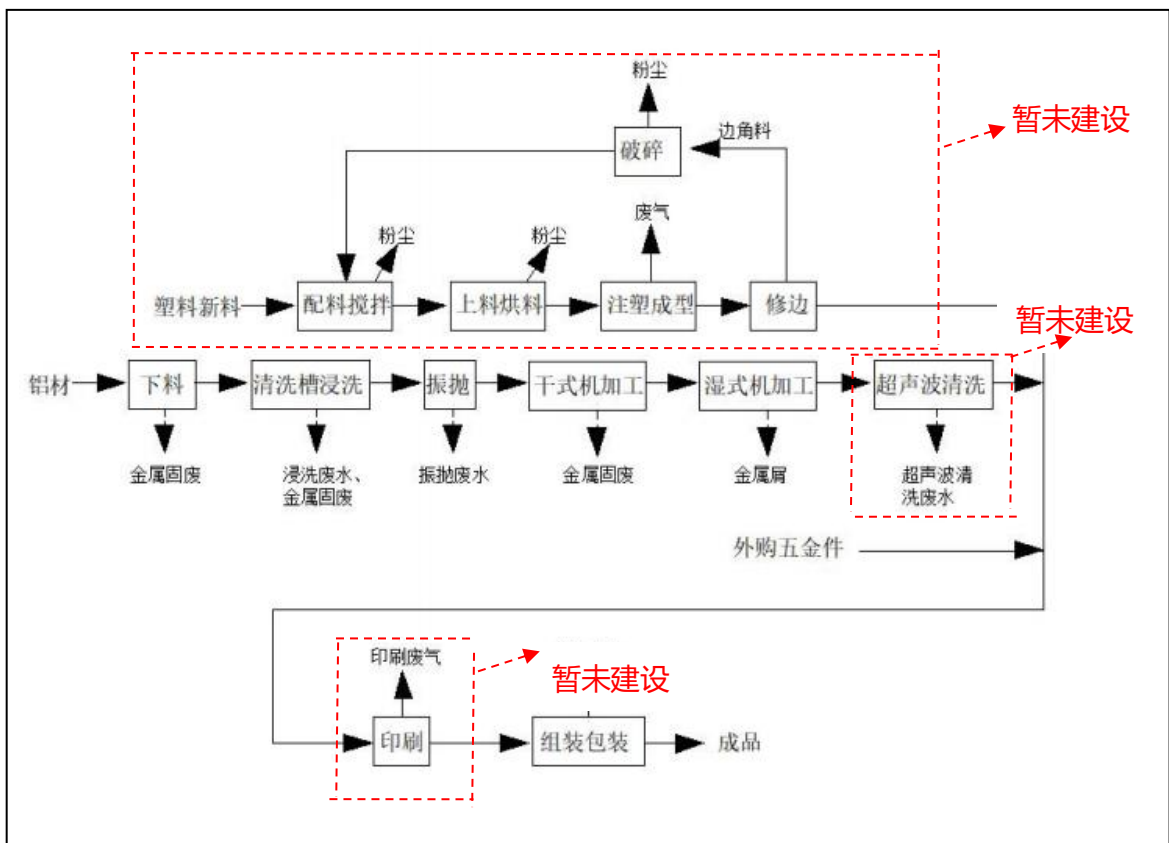 粉尘
暂未建设
边角料
破碎
废气
粉尘
粉尘
塑料新料
配料搅拌
上料烘料
注塑成型
修边
暂未建设
铝材
下料
清洗槽浸洗
振抛
干式机加工
湿式机加工
超声波清洗
金属固废
浸洗废水、
金属固废
振抛废水
金属固废
金属屑
超声波清
洗废水
外购五金件
印刷废气
暂未建设
印刷
组装包装
成品